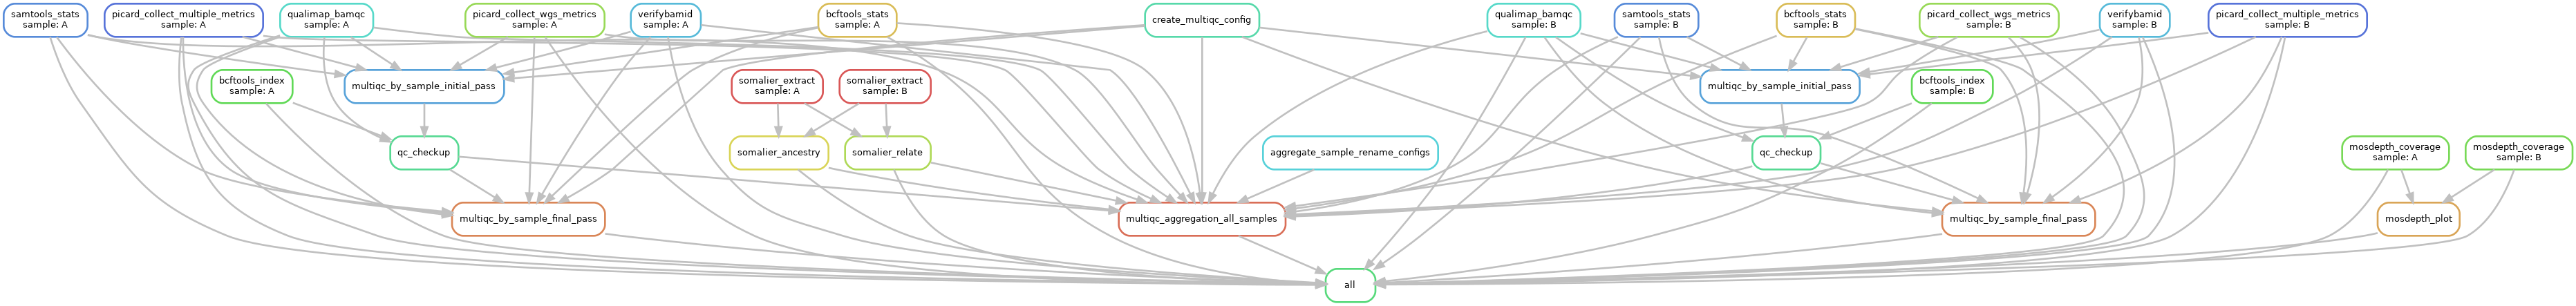 samtools_stats
sample: A
picard_collect_multiple_metrics
sample: A
qualimap_bamqc
sample: A
picard_collect_wgs_metrics
sample: A
verifybamid
sample: A
bcftools_stats
sample: A
create_multiqc_config
qualimap_bamqc
sample: B
samtools_stats
sample: B
bcftools_stats
sample: B
picard_collect_wgs_metrics
sample: B
verifybamid
sample: B
picard_collect_multiple_metrics
sample: B
bcftools_index
sample: A
multiqc_by_sample_initial_pass
somalier_extract
sample: A
somalier_extract
sample: B
multiqc_by_sample_initial_pass
bcftools_index
sample: B
qc_checkup
somalier_ancestry
somalier_relate
aggregate_sample_rename_configs
qc_checkup
mosdepth_coverage
sample: A
mosdepth_coverage
sample: B
multiqc_by_sample_final_pass
multiqc_aggregation_all_samples
multiqc_by_sample_final_pass
mosdepth_plot
all